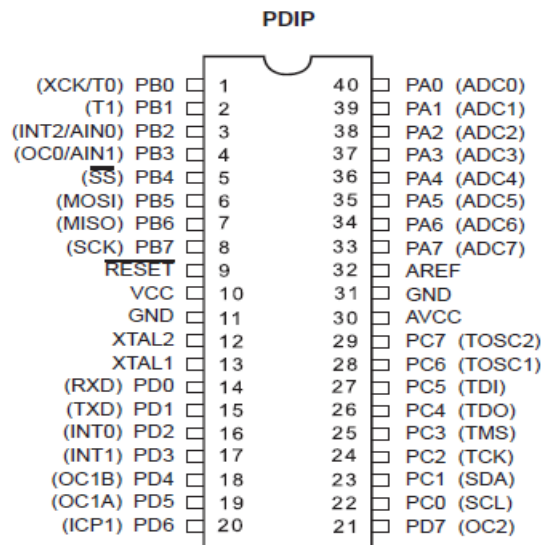 PDIP
(XCK/T0) PB0 1 40 PA0 (ADC0)
(T1) PB1 2 39 PA1 (ADC1)
(INT2/AIN0) PB2 3 38 PA2 (ADC2)
(OC0/AIN1) PB3 4 37 PA3 (ADC3)
(SS) PB4 5 36 PA4 (ADC4)
(MOSI) PB5 6 35 PA5 (ADC5)
(MISO) PB6 7 34 PA6 (ADC6)
(SCK) PB7 8 33 PA7 (ADC7)
RESET 9 32 AREF
VCC 10 31 GND
GND 11 30 AVCC
XTAL2 12 29 PC7 (TOSC2)
XTAL1 13 28 PC6 (TOSC1)
(RXD) PD0 14 27 PC5 (TDI)
(TXD) PD1 15 26 PC4 (TDO)
(INT0) PD2 16 25 PC3 (TMS)
(INT1) PD3 17 24 PC2 (TCK)
(OC1B) PD4 18 23 PC1 (SDA)
(OC1A) PD5 19 22 PC0 (SCL)
(ICP1) PD6 20 21 PD7 (OC2)